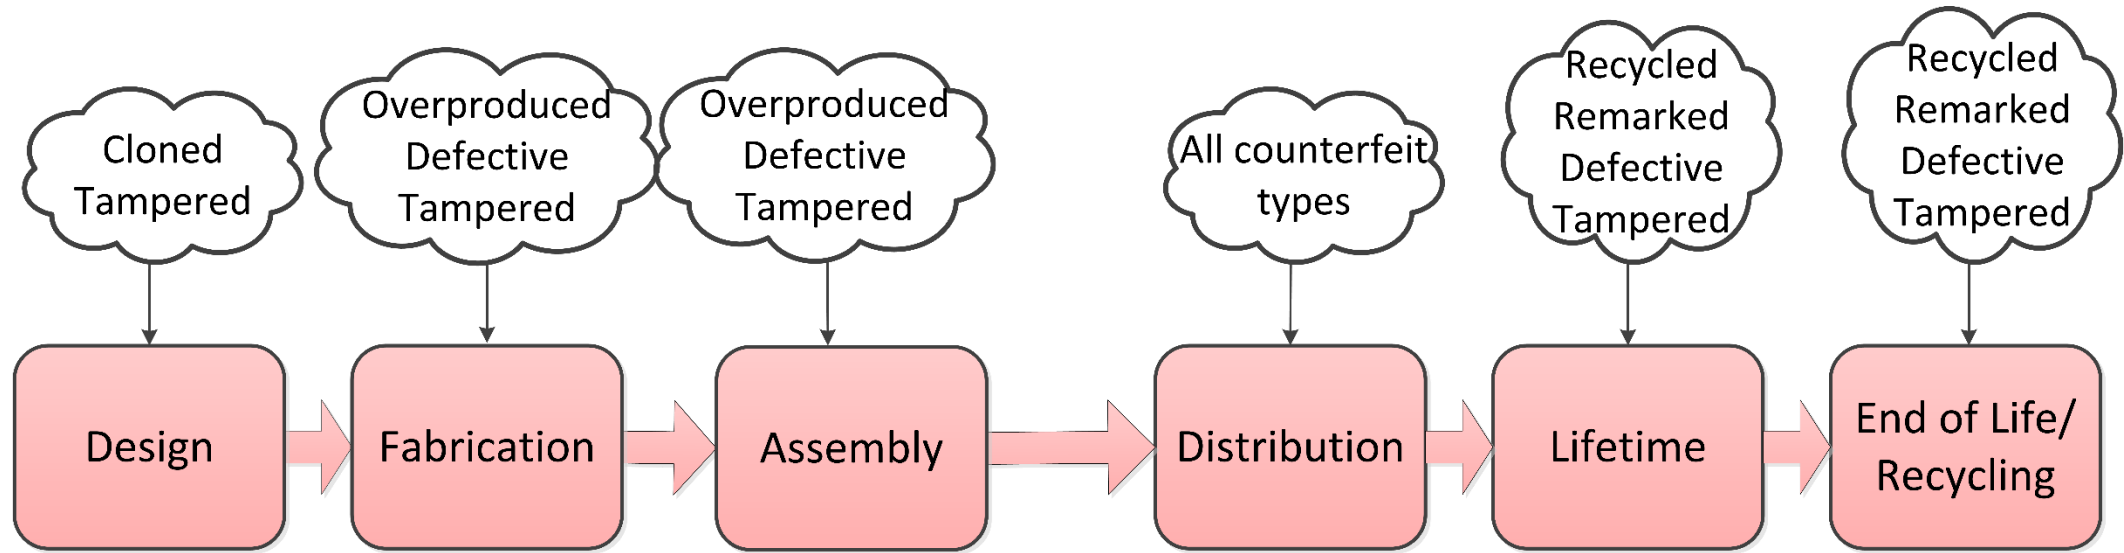 Cloned
Tampered
Overproduced
Defective
Tampered
Overproduced
Defective
Tampered
All counterfeit
types
Recycled
Remarked
Defective
Tampered
Recycled
Remarked
Defective
Tampered
Design
Fabrication
Assembly
Distribution
Lifetime
End of Life/
Recycling